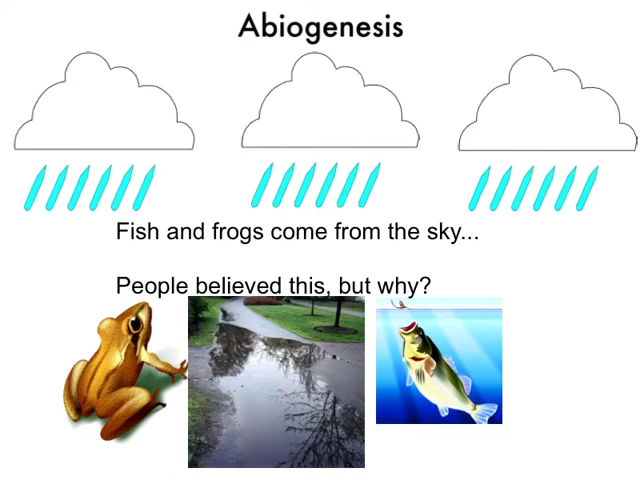 Abiogenesis
Fish and frogs come from the sky...
People believed this, but why?